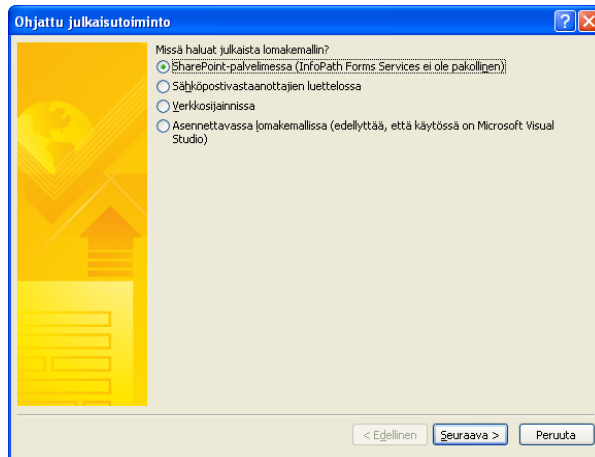 Ohjattu julkaisutoiminto
Missä haluat julkaista lomakemallin?
SharePoint-palvelimessa (InfoPath Forms Services ei ole pakollinen)
Sähköpostivastaanottajien luettelossa
Verkkosijainnissa
Asennettavassa lomakemallissa (edellyttää, että käytössä on Microsoft Visual
Studio)
< Edellinen
Seuraava >
Peruuta